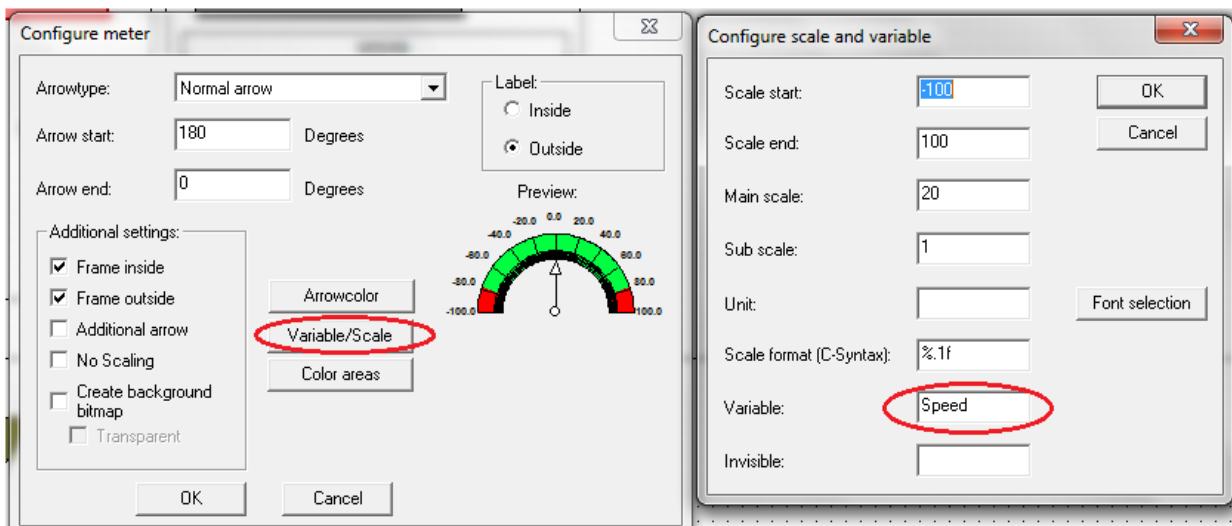 Configure meter
Arrowtype: Normal arrow
Arrow start: 180 Degrees
Arrow end: 0 Degrees
Label:
Inside
Outside
Preview:
-100.0 -80.0 -60.0 -40.0 -20.0 0.0 20.0 40.0 60.0 80.0 100.0
Additional settings:
Frame inside
Frame outside
Additional arrow
No Scaling
Create background
bitmap
Transparent
Arrowcolor
Variable/Scale
Color areas
OK Cancel
Configure scale and variable
Scale start: -100
Scale end: 100
Main scale: 20
Sub scale: 1
Unit:
Scale format (C-Syntax): %.1f
Variable: Speed
Invisible:
OK
Cancel
Font selection